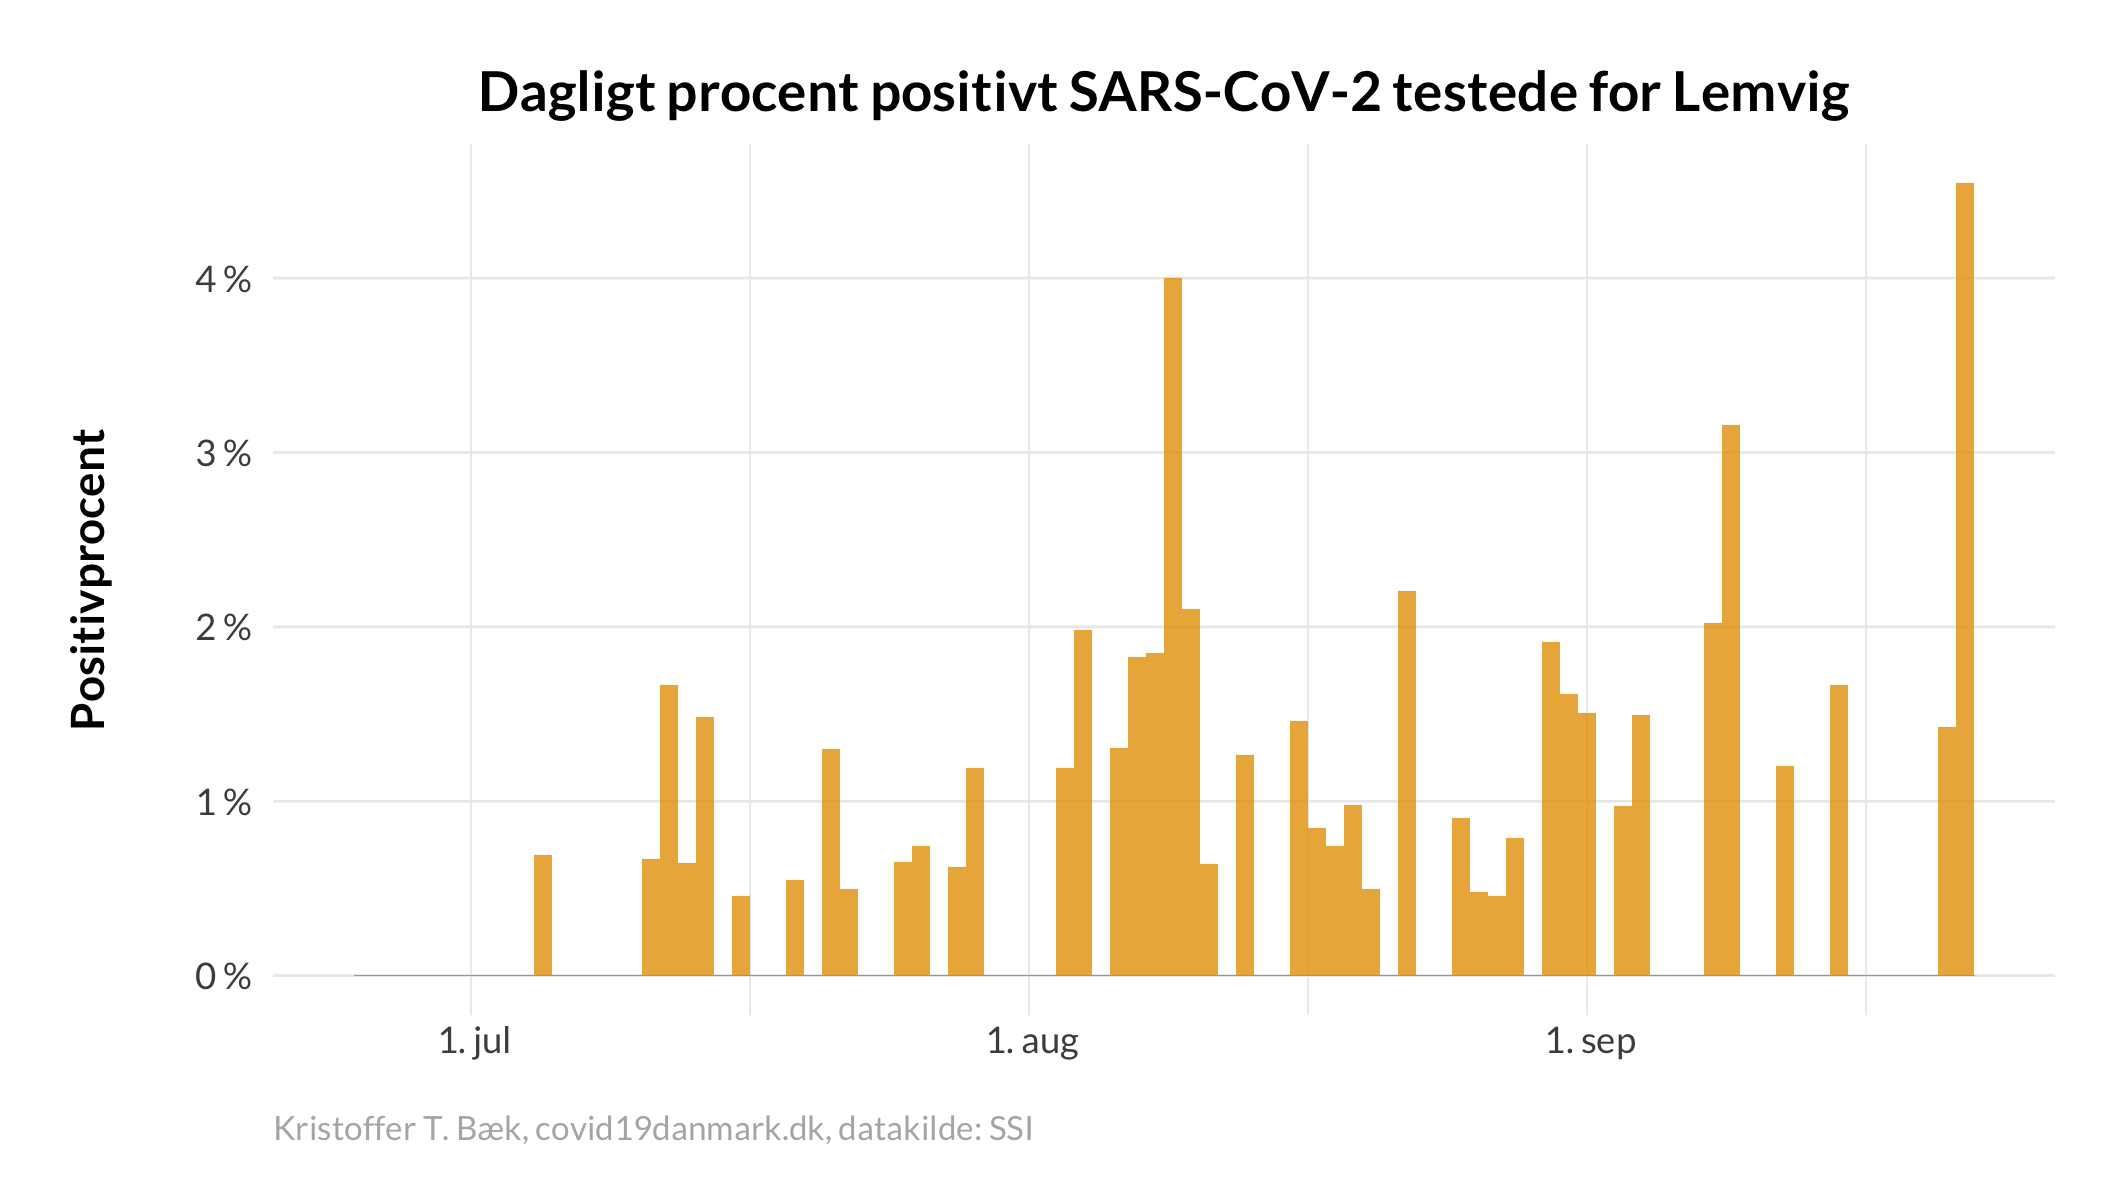 Dagligt procent positivt SARS-CoV-2 testede for Lemvig
Positivprocent
4 %
3 %
2 %
1 %
0 %
1. jul
1. aug
1. sep
Kristoffer T. Bæk, covid19danmark.dk, datakilde: SSI